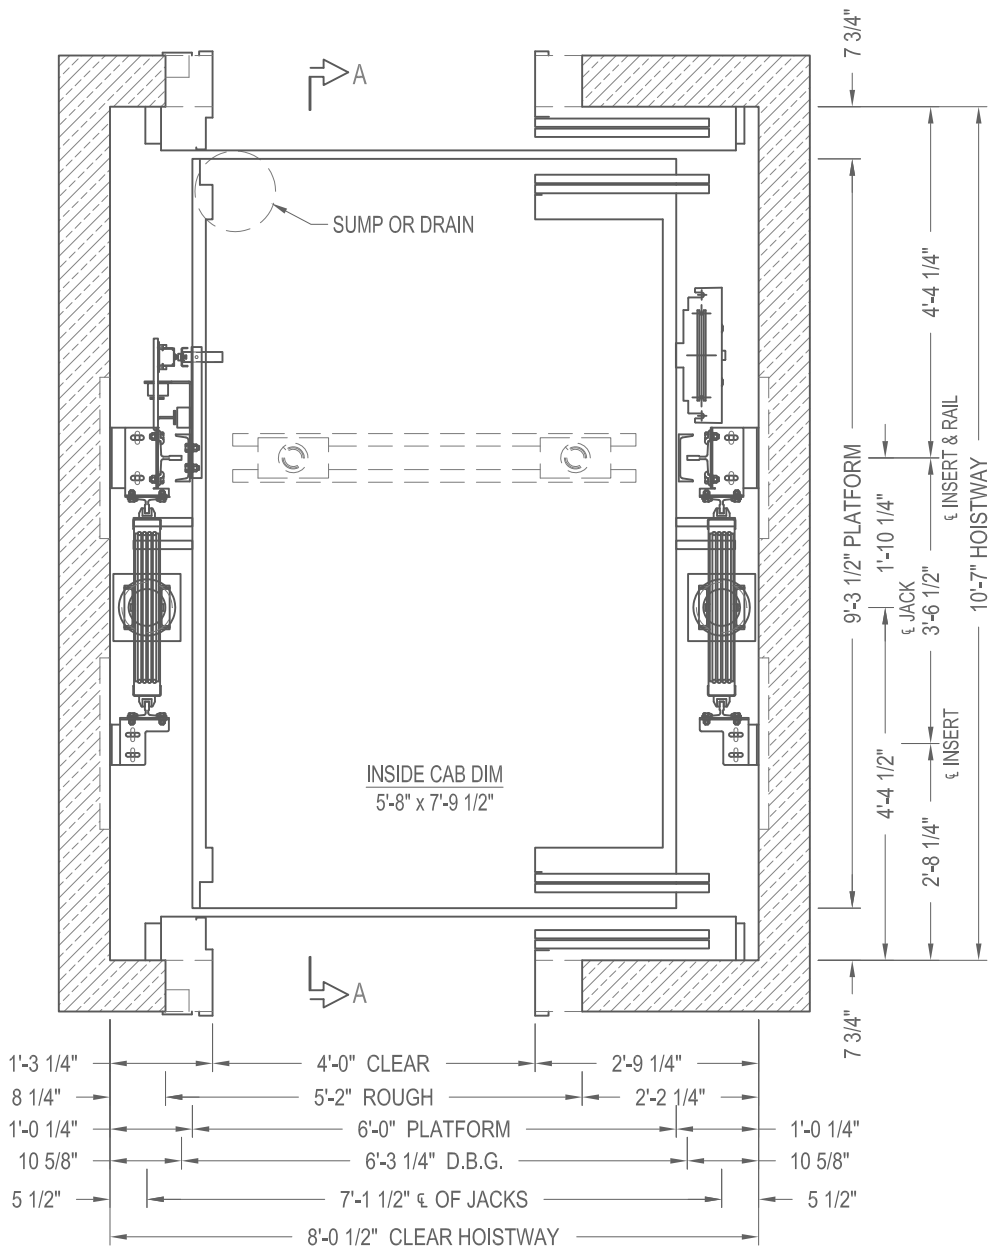 7 3/4"
A
SUMP OR DRAIN
4'-4 1/4"
℄ INSERT & RAIL
10'-7" HOISTWAY
9'-3 1/2" PLATFORM
1'-10 1/4"
℄ JACK
3'-6 1/2"
℄ INSERT
4'-4 1/2"
2'-8 1/4"
INSIDE CAB DIM
5'-8" x 7'-9 1/2"
A
7 3/4"
1'-3 1/4" 4'-0" CLEAR 2'-9 1/4"
8 1/4" 5'-2" ROUGH 2'-2 1/4"
1'-0 1/4" 6'-0" PLATFORM 1'-0 1/4"
10 5/8" 6'-3 1/4" D.B.G. 10 5/8"
5 1/2" 7'-1 1/2" ℄ OF JACKS 5 1/2"
8'-0 1/2" CLEAR HOISTWAY